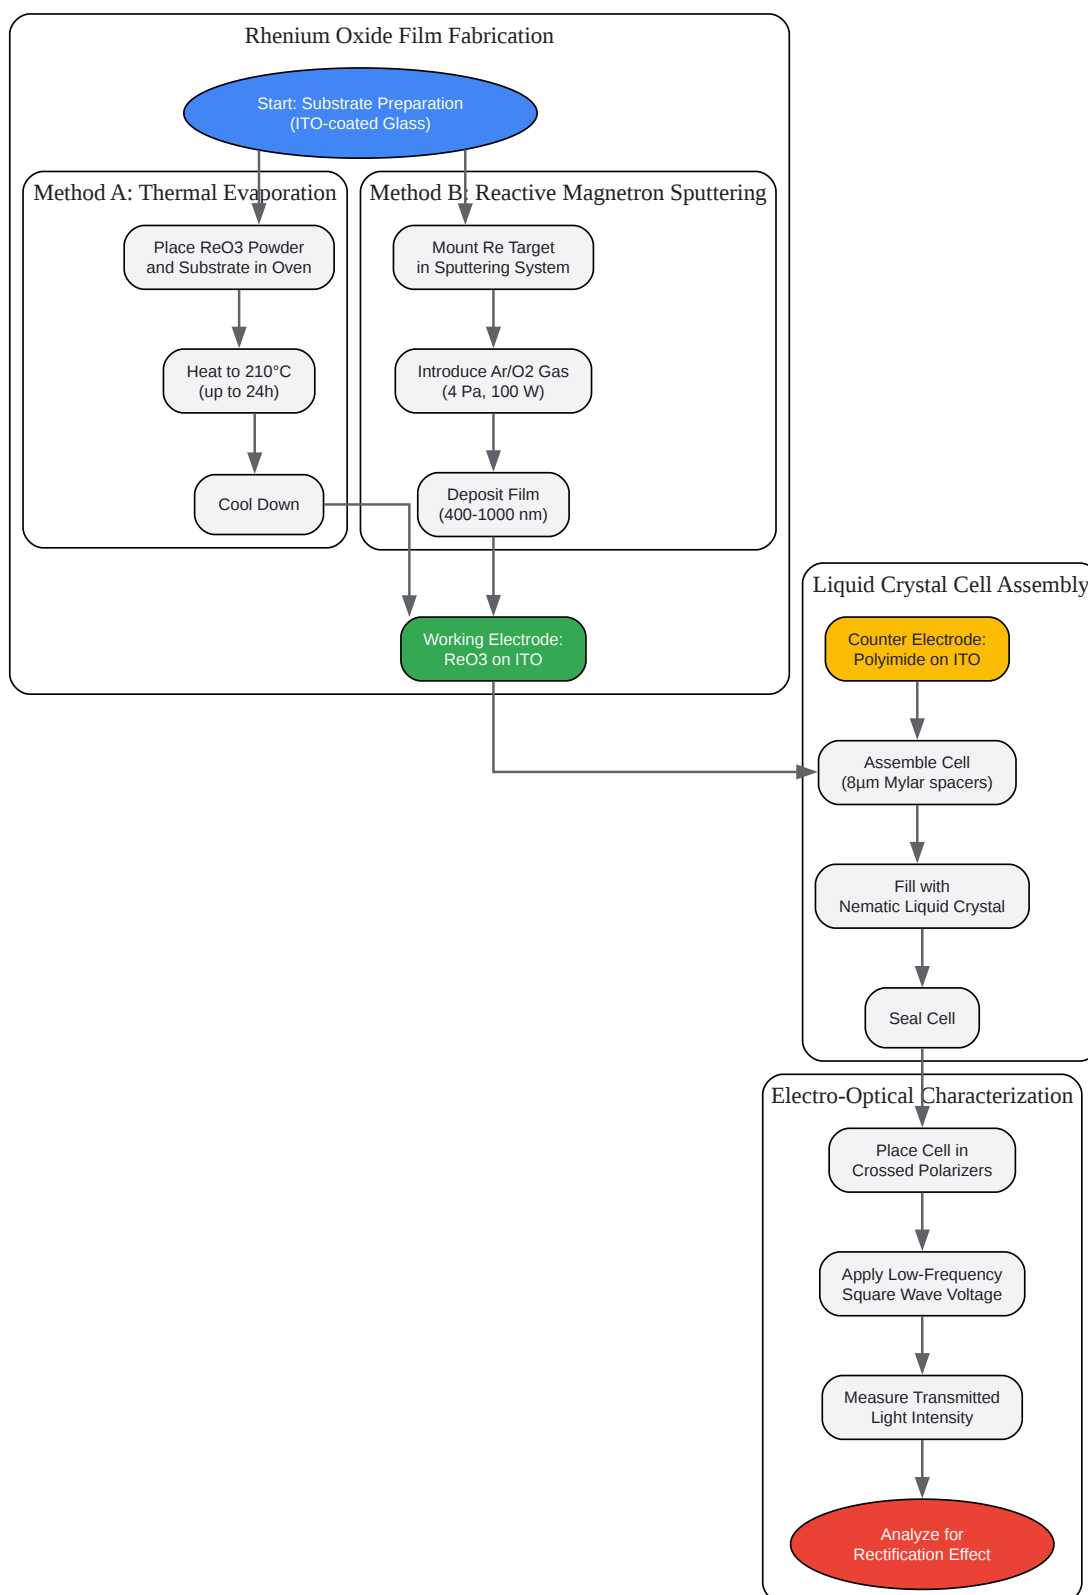 Rhenium Oxide Film Fabrication
Start: Substrate Preparation
(ITO-coated Glass)
Method A: Thermal Evaporation
Place ReO3 Powder
and Substrate in Oven
Heat to 210°C
(up to 24h)
Cool Down
Method B: Reactive Magnetron Sputtering
Mount Re Target
in Sputtering System
Introduce Ar/O2 Gas
(4 Pa, 100 W)
Deposit Film
(400-1000 nm)
Working Electrode:
ReO3 on ITO
Liquid Crystal Cell Assembly
Counter Electrode:
Polyimide on ITO
Assemble Cell
(8µm Mylar spacers)
Fill with
Nematic Liquid Crystal
Seal Cell
Electro-Optical Characterization
Place Cell in
Crossed Polarizers
Apply Low-Frequency
Square Wave Voltage
Measure Transmitted
Light Intensity
Analyze for
Rectification Effect